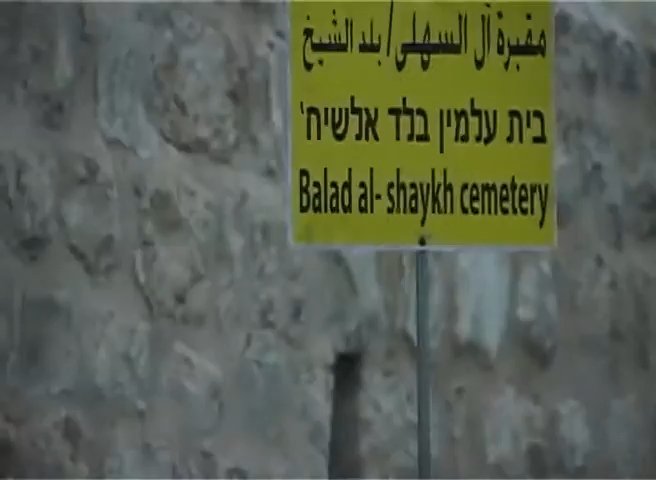 مقبرة آل السهلي / بلد الشيخ
בית עלמין בלד אלשיח'
Balad al- shaykh cemetery